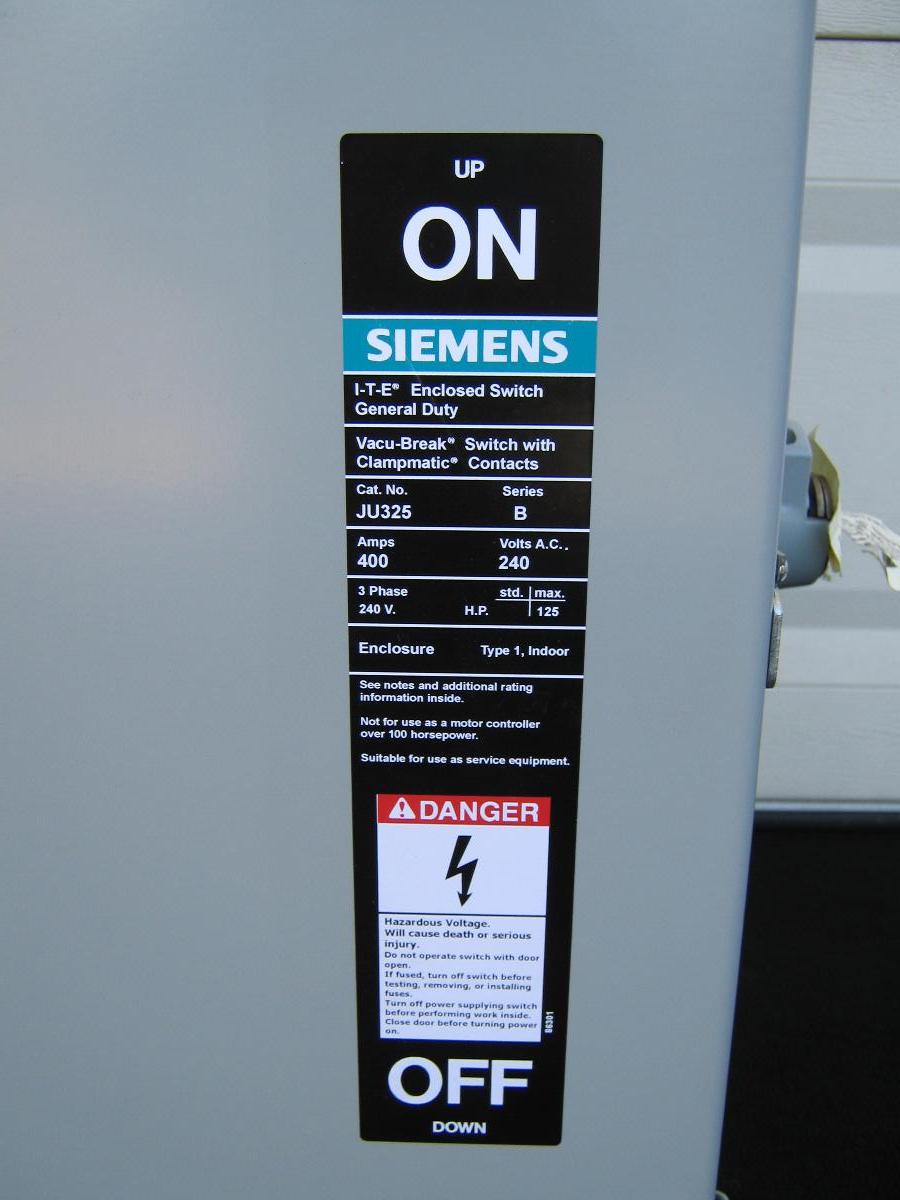 UP
ON
SIEMENS
I-T-E® Enclosed Switch
General Duty
Vacu-Break® Switch with
Clampmatic® Contacts
Cat. No. Series
JU325 B
Amps Volts A.C.
400 240
3 Phase std. max.
240 V. H.P. 125
Enclosure Type 1, Indoor
See notes and additional rating
information inside.
Not for use as a motor controller
over 100 horsepower.
Suitable for use as service equipment.
DANGER
Hazardous Voltage.
Will cause death or serious
injury.
Do not operate switch with door
open.
If fused, turn off switch before
testing, removing, or installing
fuses.
Turn off power supplying switch
before performing work inside.
Close door before turning power
on.
86301
OFF
DOWN